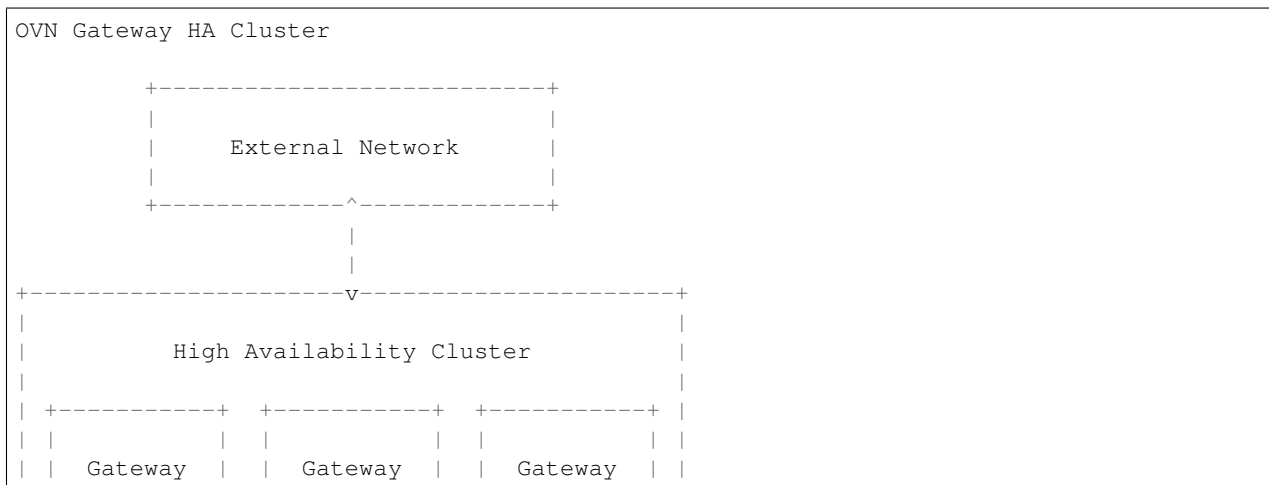 OVN Gateway HA Cluster
+---------------------------+
|                           |
|     External Network      |
|                           |
+-------------^-------------+
|
|
+----------------------v----------------------+
|                                             |
|          High Availability Cluster          |
|                                             |
| +-----------+  +-----------+  +-----------+ |
| |           |  |           |  |           | |
| |  Gateway  |  |  Gateway  |  |  Gateway  | |